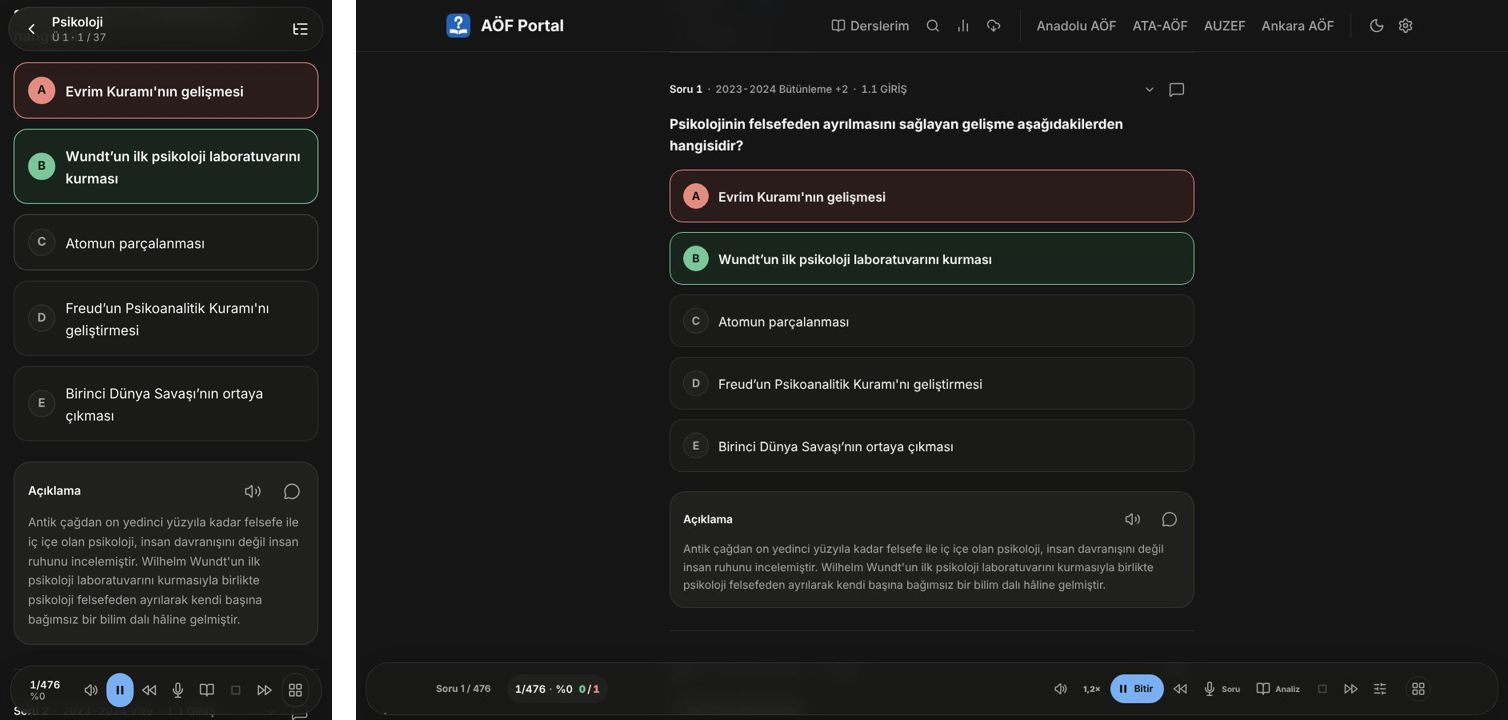 Psikoloji
Ü 1 · 1 / 37
A
Evrim Kuramı'nın gelişmesi
B
Wundt’un ilk psikoloji laboratuvarını
kurması
C
Atomun parçalanması
D
Freud’un Psikoanalitik Kuramı'nı
geliştirmesi
E
Birinci Dünya Savaşı’nın ortaya
çıkması
Açıklama
Antik çağdan on yedinci yüzyıla kadar felsefe ile
iç içe olan psikoloji, insan davranışını değil insan
ruhunu incelemiştir. Wilhelm Wundt'un ilk
psikoloji laboratuvarını kurmasıyla birlikte
psikoloji felsefeden ayrılarak kendi başına
bağımsız bir bilim dalı hâline gelmiştir.
1/476
%0
AÖF Portal
Derslerim
Anadolu AÖF
ATA-AÖF
AUZEF
Ankara AÖF
Soru 1 · 2023-2024 Bütünleme +2 · 1.1 GİRİŞ
Psikolojinin felsefeden ayrılmasını sağlayan gelişme aşağıdakilerden
hangisidir?
A
Evrim Kuramı'nın gelişmesi
B
Wundt’un ilk psikoloji laboratuvarını kurması
C
Atomun parçalanması
D
Freud’un Psikoanalitik Kuramı'nı geliştirmesi
E
Birinci Dünya Savaşı’nın ortaya çıkması
Açıklama
Antik çağdan on yedinci yüzyıla kadar felsefe ile iç içe olan psikoloji, insan davranışını değil
insan ruhunu incelemiştir. Wilhelm Wundt'un ilk psikoloji laboratuvarını kurmasıyla birlikte
psikoloji felsefeden ayrılarak kendi başına bağımsız bir bilim dalı hâline gelmiştir.
Soru 1 / 476
1/476 · %0 0/1
1,2×
Bitir
Soru
Analiz